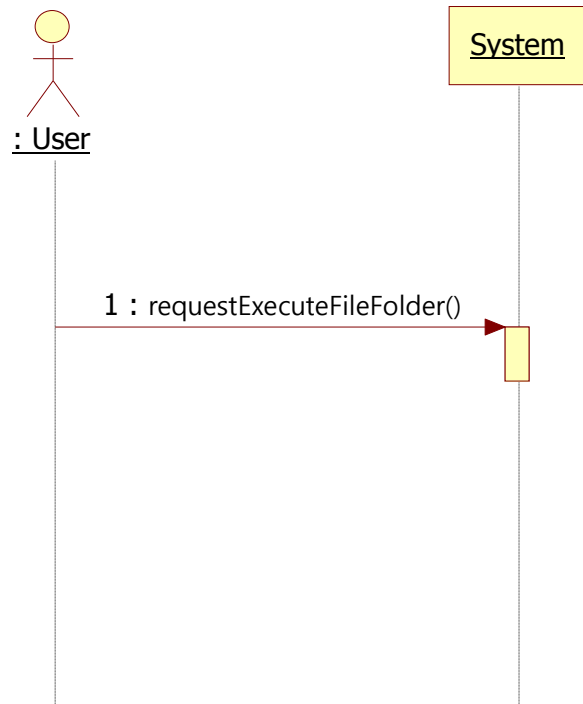 System
: User
1 : requestExecuteFileFolder()